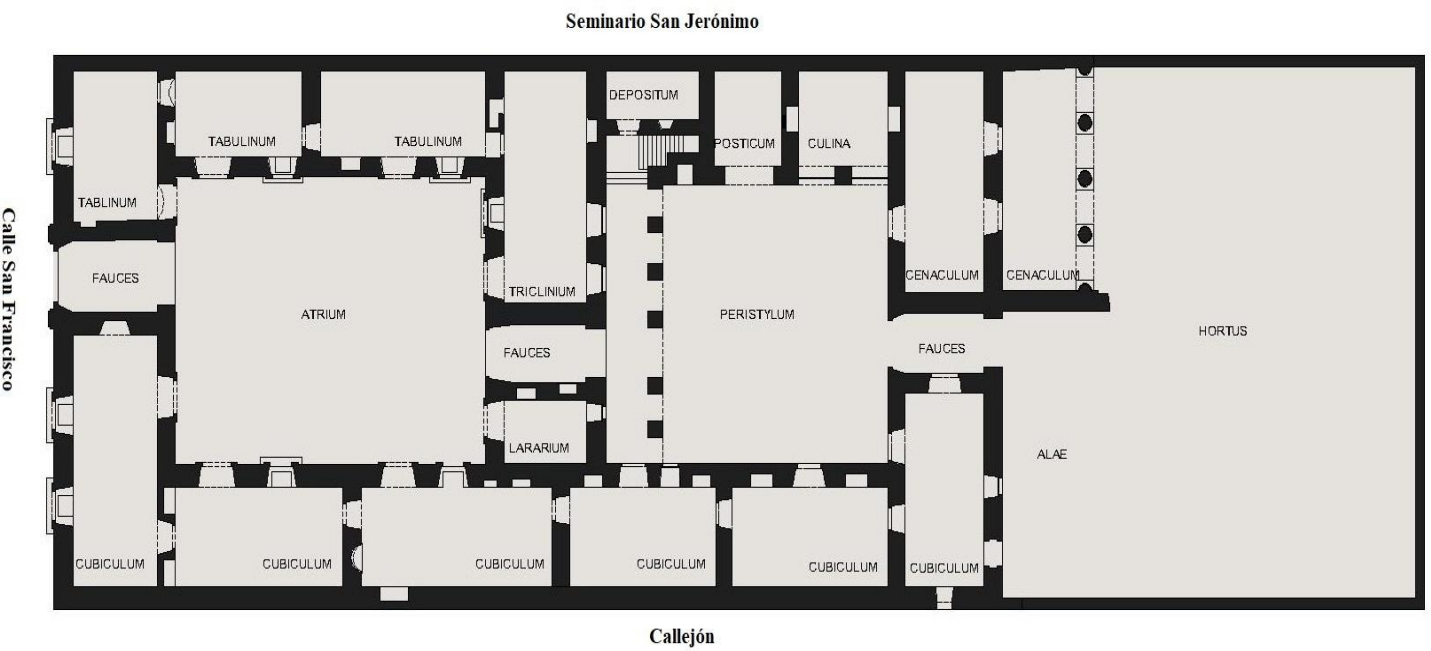 Seminario San Jerónimo
DEPOSITUM
TABULINUM
TABULINUM
POSTICUM
CULINA
TABLINUM
Calle San Francisco
FAUCES
CENACULUM
CENACULUM
TRICLINIUM
ATRIUM
PERISTYLUM
HORTUS
FAUCES
FAUCES
LARARIUM
ALAE
CUBICULUM
CUBICULUM
CUBICULUM
CUBICULUM
CUBICULUM
CUBICULUM
Callejón